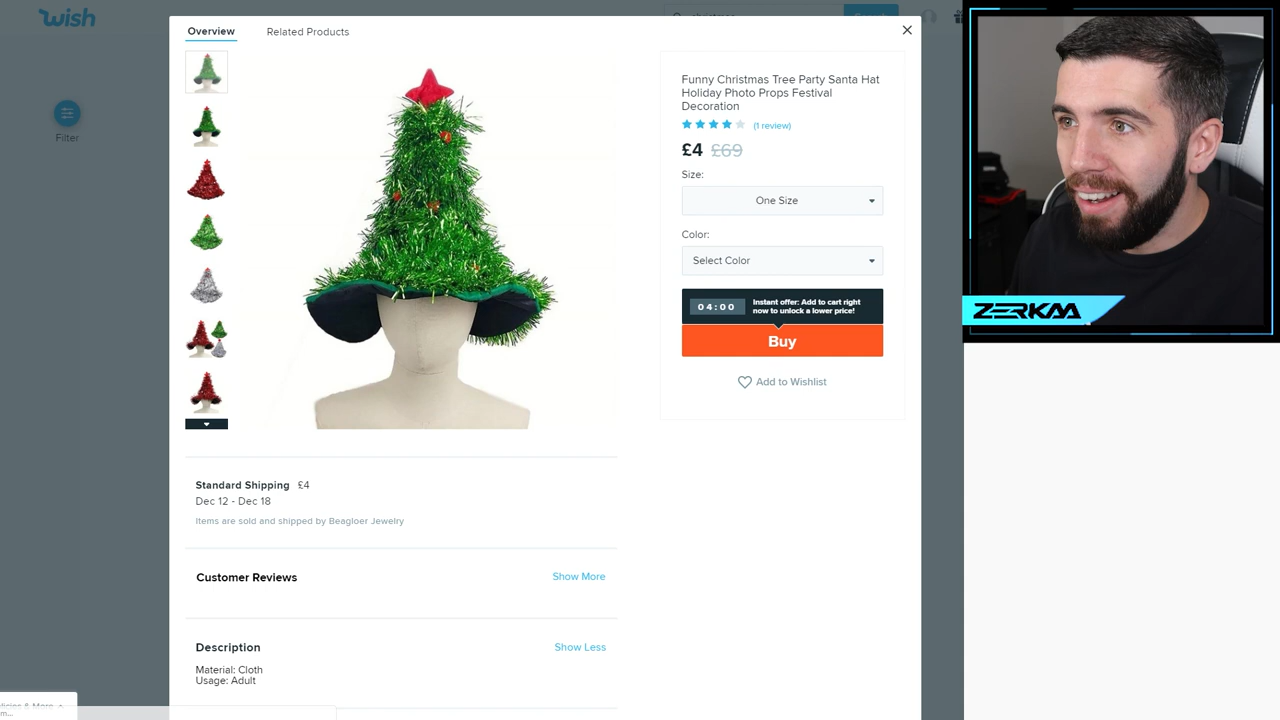 wish
christmas
Search
Overview
Related Products
Filter
Funny Christmas Tree Party Santa Hat
Holiday Photo Props Festival
Decoration
(1 review)
£4 £69
Size:
One Size
Color:
Select Color
04:00
Instant offer: Add to cart right
now to unlock a lower price!
Buy
Add to Wishlist
ZERKAA
Standard Shipping £4
Dec 12 - Dec 18
Items are sold and shipped by Beagloer Jewelry
Customer Reviews
Show More
Description
Show Less
Material: Cloth
Usage: Adult
& More